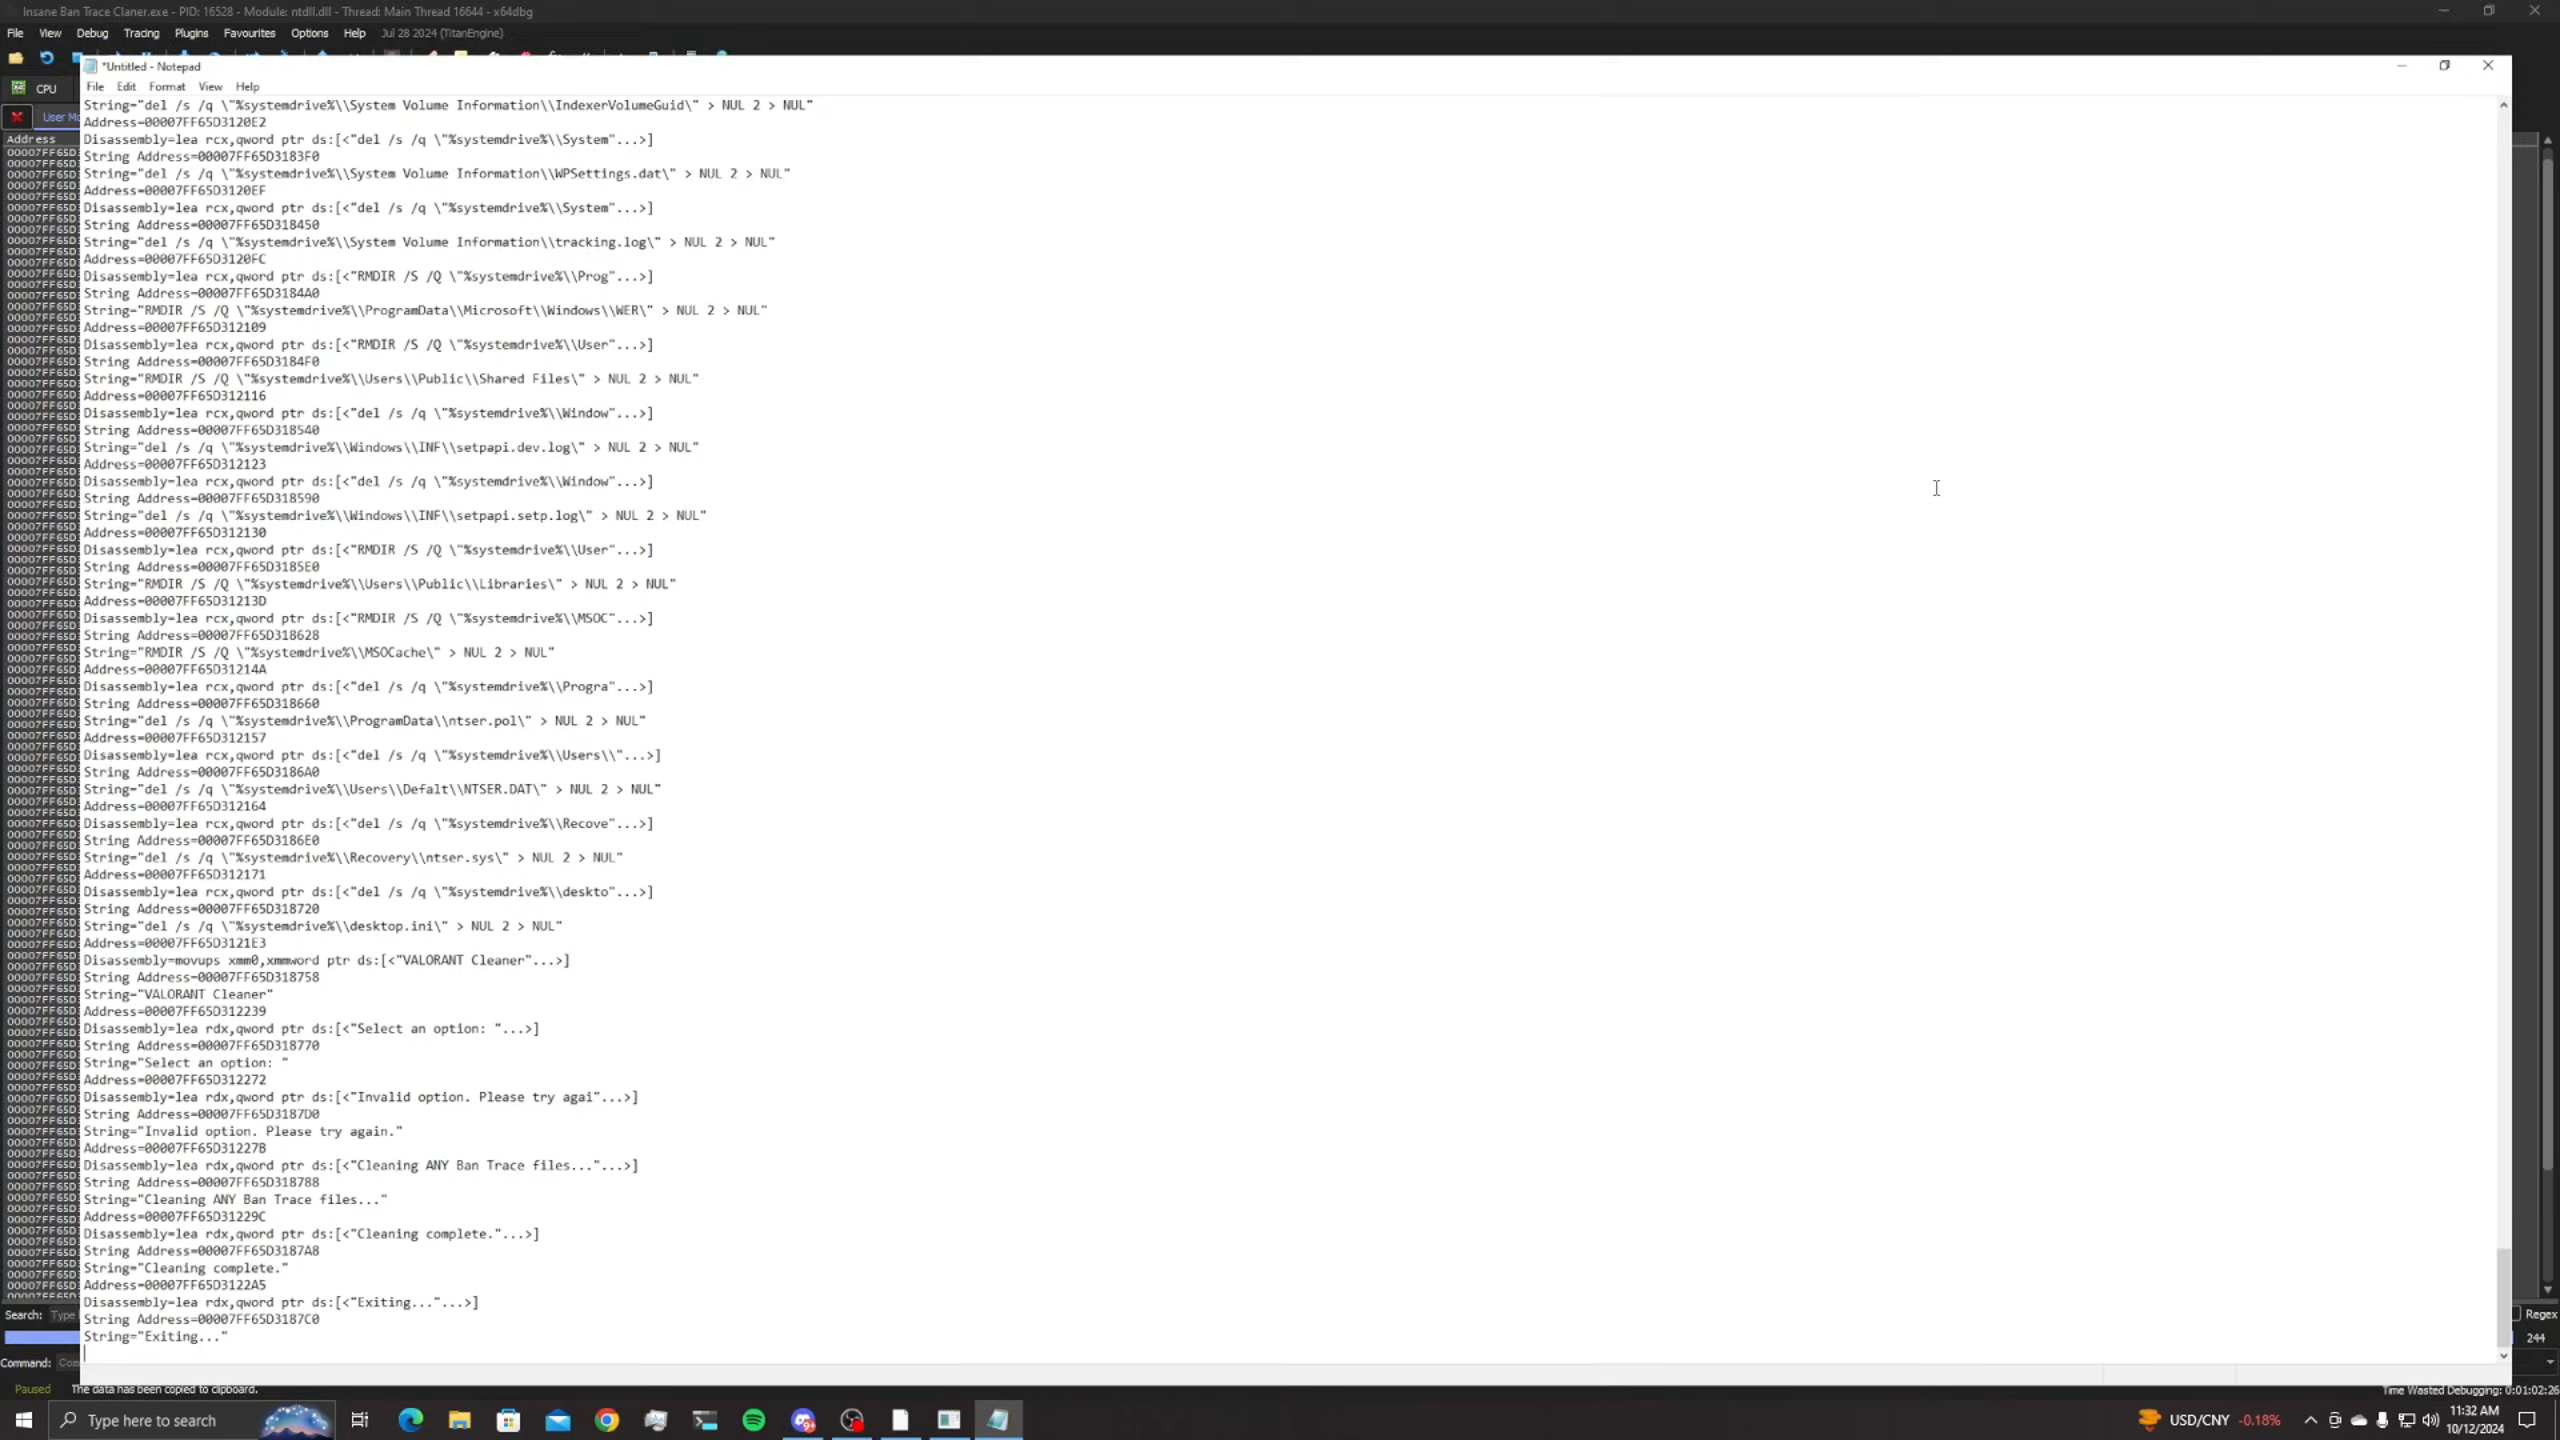 Insane Ban Trace Claner.exe - PID: 16528 - Module: ntdll.dll - Thread: Main Thread 16644 - x64dbg
File View Debug Tracing Plugins Favourites Options Help Jul 28 2024 (TitanEngine)
*Untitled - Notepad
CPU File Edit Format View Help
String="del /s /q \"%systemdrive%\\System Volume Information\\IndexerVolumeGuid\" > NUL 2 > NUL"
User Mo
Address=00007FF65D3120E2
Address
Disassembly=lea rcx,qword ptr ds:[<"del /s /q \"%systemdrive%\\System"...>]
String Address=00007FF65D3183F0
String="del /s /q \"%systemdrive%\\System Volume Information\\WPSettings.dat\" > NUL 2 > NUL"
Address=00007FF65D3120EF
Disassembly=lea rcx,qword ptr ds:[<"del /s /q \"%systemdrive%\\System"...>]
String Address=00007FF65D318450
String="del /s /q \"%systemdrive%\\System Volume Information\\tracking.log\" > NUL 2 > NUL"
Address=00007FF65D3120FC
Disassembly=lea rcx,qword ptr ds:[<"RMDIR /S /Q \"%systemdrive%\\Prog"...>]
String Address=00007FF65D3184A0
String="RMDIR /S /Q \"%systemdrive%\\ProgramData\\Microsoft\\Windows\\WER\" > NUL 2 > NUL"
Address=00007FF65D312109
Disassembly=lea rcx,qword ptr ds:[<"RMDIR /S /Q \"%systemdrive%\\User"...>]
String Address=00007FF65D3184F0
String="RMDIR /S /Q \"%systemdrive%\\Users\\Public\\Shared Files\" > NUL 2 > NUL"
Address=00007FF65D312116
Disassembly=lea rcx,qword ptr ds:[<"del /s /q \"%systemdrive%\\Window"...>]
String Address=00007FF65D318540
String="del /s /q \"%systemdrive%\\Windows\\INF\\setpapi.dev.log\" > NUL 2 > NUL"
Address=00007FF65D312123
Disassembly=lea rcx,qword ptr ds:[<"del /s /q \"%systemdrive%\\Window"...>]
String Address=00007FF65D318590
String="del /s /q \"%systemdrive%\\Windows\\INF\\setpapi.setp.log\" > NUL 2 > NUL"
Address=00007FF65D312130
Disassembly=lea rcx,qword ptr ds:[<"RMDIR /S /Q \"%systemdrive%\\User"...>]
String Address=00007FF65D3185E0
String="RMDIR /S /Q \"%systemdrive%\\Users\\Public\\Libraries\" > NUL 2 > NUL"
Address=00007FF65D31213D
Disassembly=lea rcx,qword ptr ds:[<"RMDIR /S /Q \"%systemdrive%\\MSOC"...>]
String Address=00007FF65D318628
String="RMDIR /S /Q \"%systemdrive%\\MSOCache\" > NUL 2 > NUL"
Address=00007FF65D31214A
Disassembly=lea rcx,qword ptr ds:[<"del /s /q \"%systemdrive%\\Progra"...>]
String Address=00007FF65D318660
String="del /s /q \"%systemdrive%\\ProgramData\\ntser.pol\" > NUL 2 > NUL"
Address=00007FF65D312157
Disassembly=lea rcx,qword ptr ds:[<"del /s /q \"%systemdrive%\\Users\\"...>]
String Address=00007FF65D3186A0
String="del /s /q \"%systemdrive%\\Users\\Defalt\\NTSER.DAT\" > NUL 2 > NUL"
Address=00007FF65D312164
Disassembly=lea rcx,qword ptr ds:[<"del /s /q \"%systemdrive%\\Recove"...>]
String Address=00007FF65D3186E0
String="del /s /q \"%systemdrive%\\Recovery\\ntser.sys\" > NUL 2 > NUL"
Address=00007FF65D312171
Disassembly=lea rcx,qword ptr ds:[<"del /s /q \"%systemdrive%\\deskto"...>]
String Address=00007FF65D318720
String="del /s /q \"%systemdrive%\\desktop.ini\" > NUL 2 > NUL"
Address=00007FF65D3121E3
Disassembly=movups xmm0,xmmword ptr ds:[<"VALORANT Cleaner"...>]
String Address=00007FF65D318758
String="VALORANT Cleaner"
Address=00007FF65D312239
Disassembly=lea rdx,qword ptr ds:[<"Select an option: "...>]
String Address=00007FF65D318770
String="Select an option: "
Address=00007FF65D312272
Disassembly=lea rdx,qword ptr ds:[<"Invalid option. Please try agai"...>]
String Address=00007FF65D3187D0
String="Invalid option. Please try again."
Address=00007FF65D31227B
Disassembly=lea rdx,qword ptr ds:[<"Cleaning ANY Ban Trace files..."...>]
String Address=00007FF65D318788
String="Cleaning ANY Ban Trace files..."
Address=00007FF65D31229C
Disassembly=lea rdx,qword ptr ds:[<"Cleaning complete."...>]
String Address=00007FF65D3187A8
String="Cleaning complete."
Address=00007FF65D3122A5
Disassembly=lea rdx,qword ptr ds:[<"Exiting..."...>]
Search: Type Regex
String Address=00007FF65D3187C0
String="Exiting..."
244
Command: Com
Paused The data has been copied to clipboard. Time Wasted Debugging: 0:01:02:26
Type here to search USD/CNY -0.18% 11:32 AM
10/12/2024